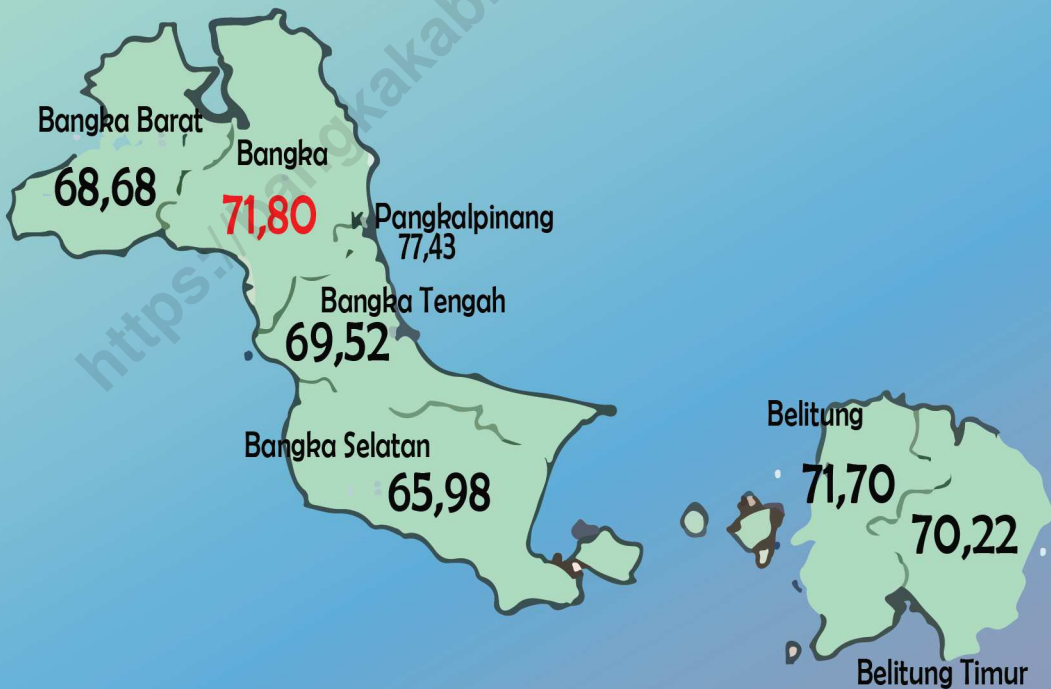 Bangka Barat
68,68
Bangka
71,80
Pangkalpinang
77,43
Bangka Tengah
69,52
Bangka Selatan
65,98
Belitung
71,70
70,22
Belitung Timur